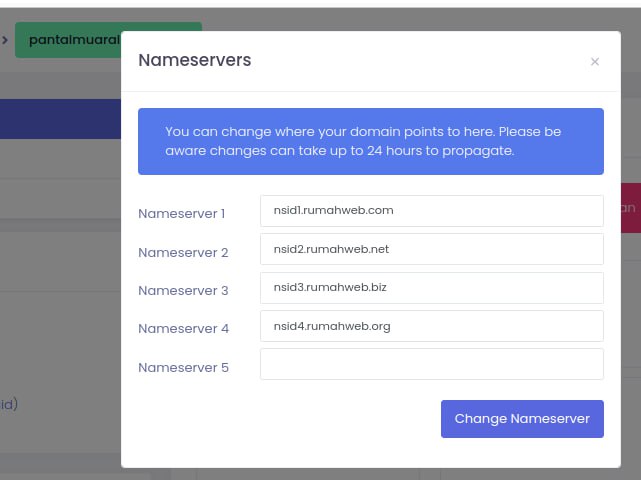 pantaimuarai
Nameservers
×
You can change where your domain points to here. Please be
aware changes can take up to 24 hours to propagate.
Nameserver 1
nsid1.rumahweb.com
an
Nameserver 2
nsid2.rumahweb.net
Nameserver 3
nsid3.rumahweb.biz
Nameserver 4
nsid4.rumahweb.org
Nameserver 5
sid)
Change Nameserver